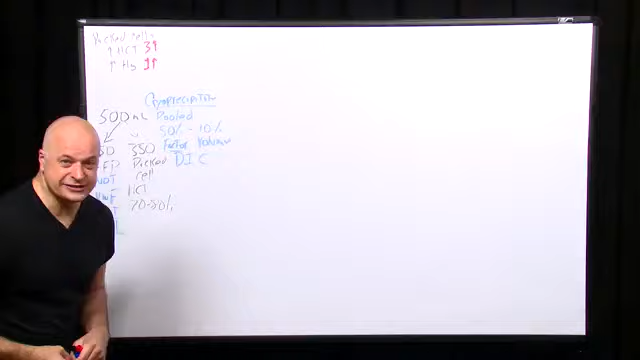 Packed cells
↑ HCT 3↑
↑ Hg 1↑
Cryoprecipitate
500 mL Pooled
50% - 10%
350 Factor Volume
Packed DIC
cell
HCT
70-80%